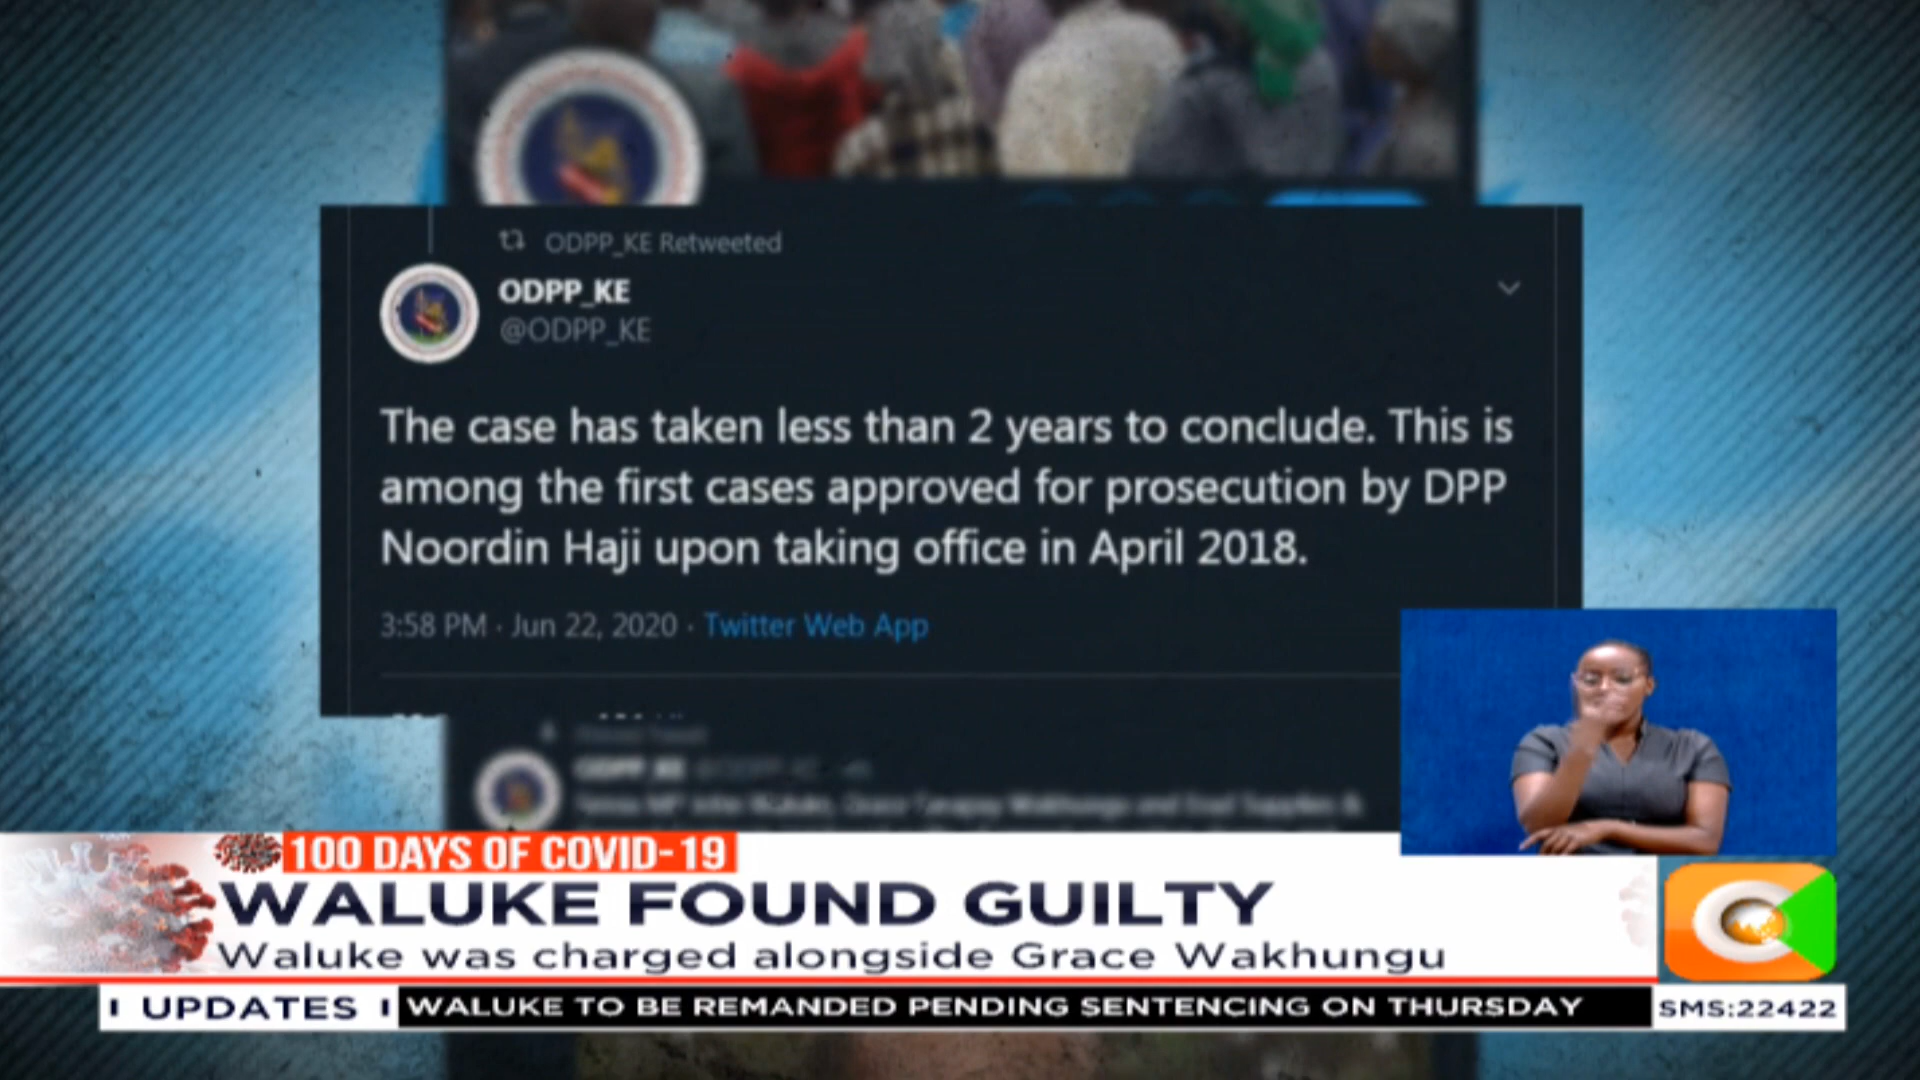 ODPP_KE Retweeted
ODPP_KE
@ODPP_KE
The case has taken less than 2 years to conclude. This is
among the first cases approved for prosecution by DPP
Noordin Haji upon taking office in April 2018.
3:58 PM · Jun 22, 2020 · Twitter Web App
100 DAYS OF COVID-19
WALUKE FOUND GUILTY
Waluke was charged alongside Grace Wakhungu
UPDATES
WALUKE TO BE REMANDED PENDING SENTENCING ON THURSDAY
SMS:22422